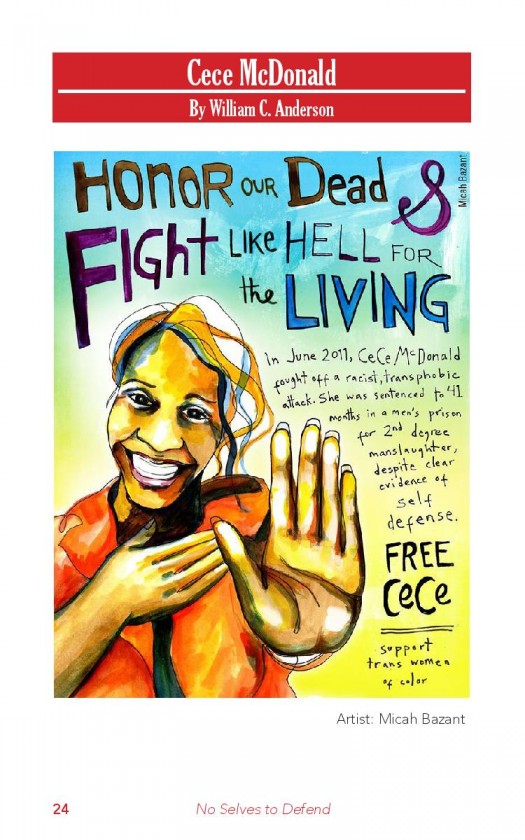 Cece McDonald
By William C. Anderson
HONOR OUR Dead &
FIGHt LIKE HELL FOR
the LIVING
Micah Bazant
In June 2011, CeCe McDonald
fought off a racist, transphobic
attack. She was sentenced to 41
months in a men's prison
for 2nd degree
manslaughter,
despite clear
evidence of
self
defense.
FREE
CeCe
support
trans women
of color
Artist: Micah Bazant
24
No Selves to Defend